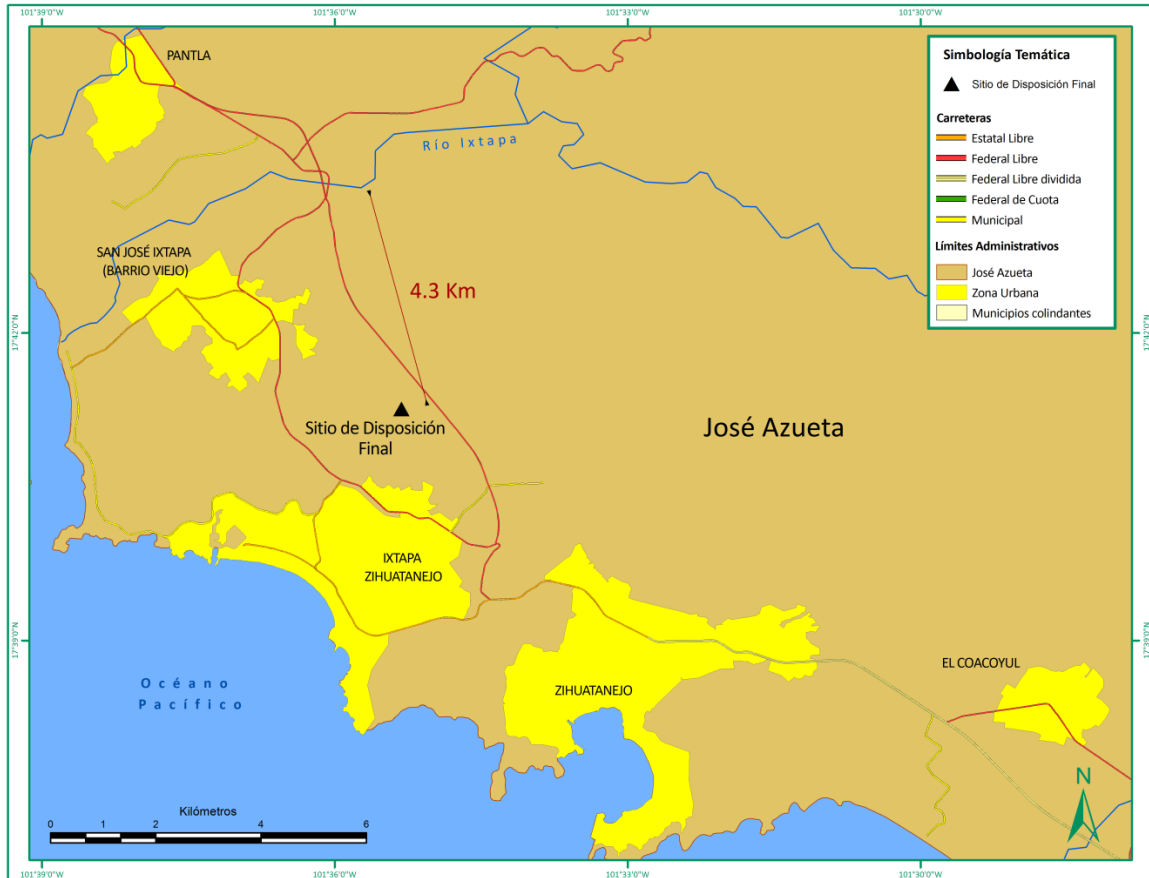 101°39'0"W
101°36'0"W
101°33'0"W
101°30'0"W
PANTLA
Río Ixtapa
SAN JOSÉ IXTAPA
(BARRIO VIEJO)
4.3 Km
17°42'0"N
17°42'0"N
Sitio de Disposición
Final
José Azueta
IXTAPA
ZIHUATANEJO
17°39'0"N
17°39'0"N
Océano
Pacífico
ZIHUATANEJO
EL COACOYUL
Simbología Temática
Sitio de Disposición Final
Carreteras
Estatal Libre
Federal Libre
Federal Libre dividida
Federal de Cuota
Municipal
Límites Administrativos
José Azueta
Zona Urbana
Municipios colindantes
N
Kilómetros
0 1 2 4 6
101°39'0"W
101°36'0"W
101°33'0"W
101°30'0"W